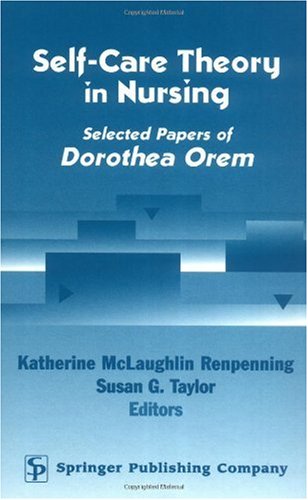 Self-Care Theory
in Nursing
Selected Papers of
Dorothea Orem
Katherine McLaughlin Renpenning
Susan G. Taylor
Editors
SP Springer Publishing Company